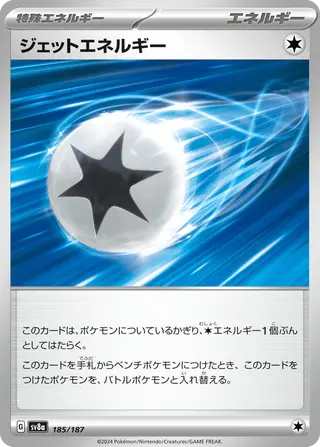 特殊エネルギー エネルギー
ジェットエネルギー
このカードは、ポケモンについているかぎり、無色エネルギー1個ぶん
としてはたらく。
このカードを手札からベンチポケモンにつけたとき、このカードをつけ
たポケモンを、バトルポケモンと入れ替える。
G sv8a 185/187
©2024 Pokémon/Nintendo/Creatures/GAME FREAK.